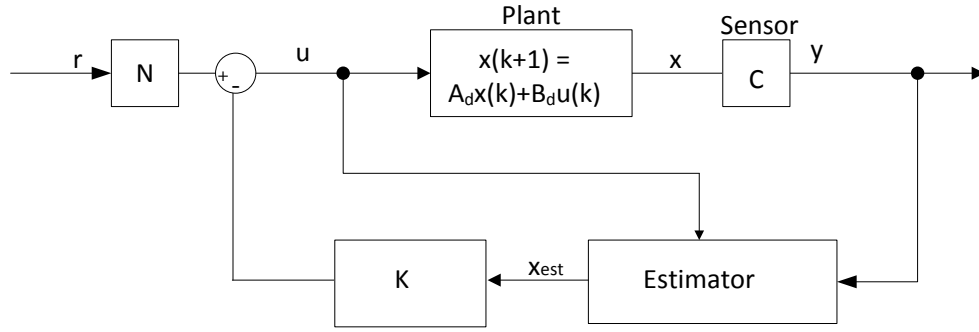 Plant
Sensor
r
N
+
-
u
x(k+1) =
Adx(k)+Bdu(k)
x
C
y
K
xest
Estimator